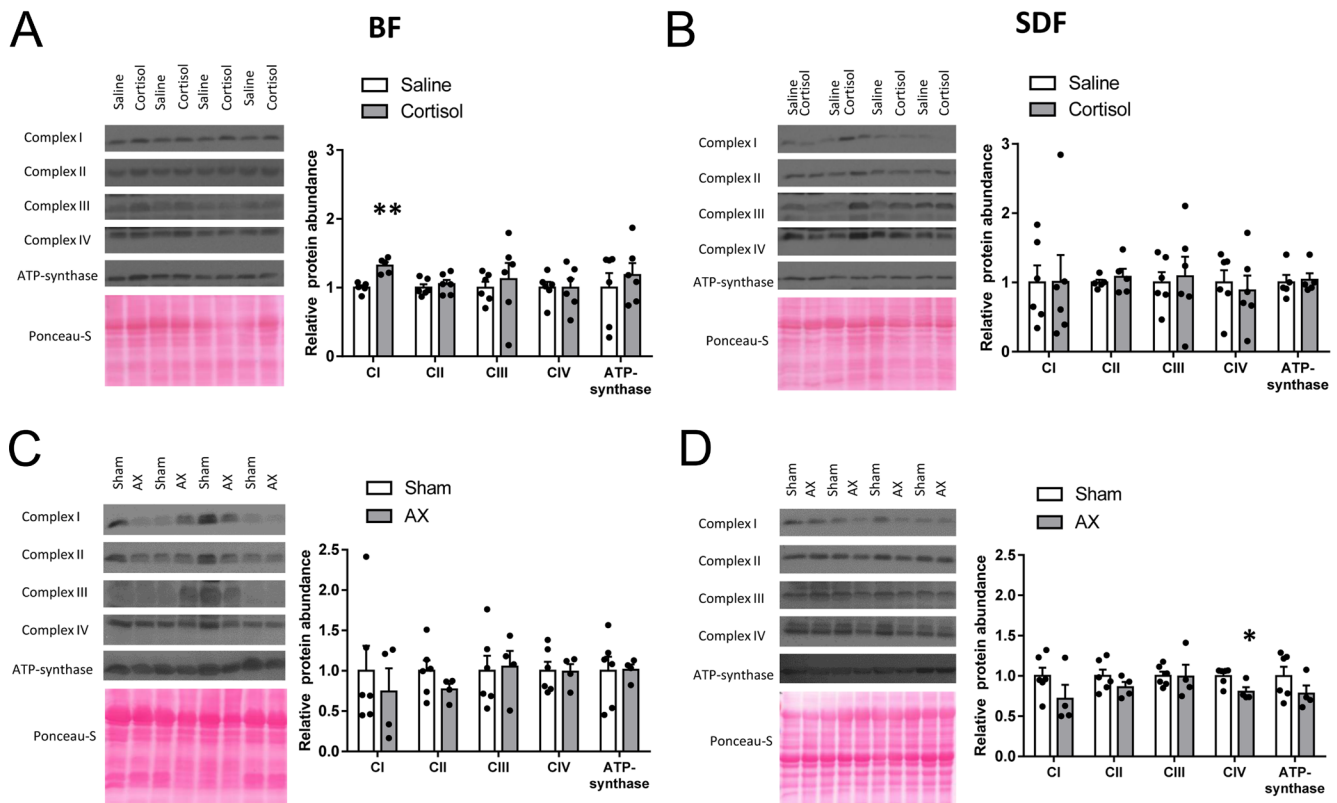 A
BF
Saline
Cortisol
Saline
Cortisol
Saline
Cortisol
Saline
Cortisol
Complex I
Complex II
Complex III
Complex IV
ATP-synthase
Ponceau-S
Saline
Cortisol
Relative protein abundance
3
2
1
0
**
CI
CII
CIII
CIV
ATP-
synthase
B
SDF
Saline
Cortisol
Saline
Cortisol
Saline
Cortisol
Saline
Cortisol
Complex I
Complex II
Complex III
Complex IV
ATP-synthase
Ponceau-S
Saline
Cortisol
Relative protein abundance
3
2
1
0
CI
CII
CIII
CIV
ATP-
synthase
C
Sham
AX
Sham
AX
Sham
AX
Sham
AX
Complex I
Complex II
Complex III
Complex IV
ATP-synthase
Ponceau-S
Sham
AX
Relative protein abundance
2.5
2.0
1.5
1.0
0.5
0.0
CI
CII
CIII
CIV
ATP-
synthase
D
Sham
AX
Sham
AX
Sham
AX
Sham
AX
Complex I
Complex II
Complex III
Complex IV
ATP-synthase
Ponceau-S
Sham
AX
Relative protein abundance
2.5
2.0
1.5
1.0
0.5
0.0
*
CI
CII
CIII
CIV
ATP-
synthase